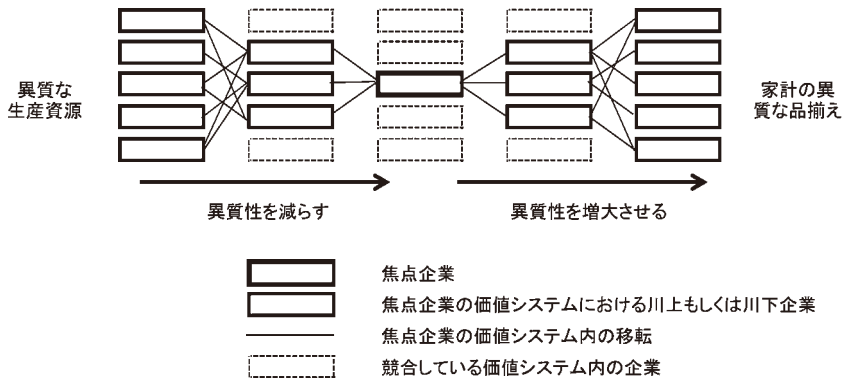 異質な
生産資源
家計の異
質な品揃え
異質性を減らす
異質性を増大させる
焦点企業
焦点企業の価値システムにおける川上もしくは川下企業
焦点企業の価値システム内の移転
競合している価値システム内の企業